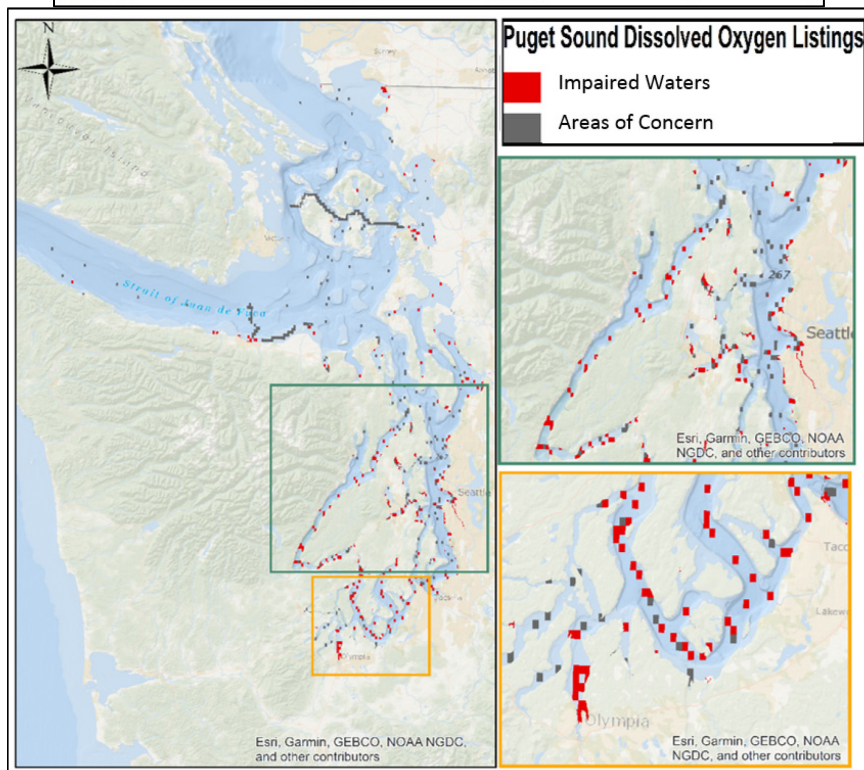 N
Puget Sound Dissolved Oxygen Listings
Impaired Waters
Areas of Concern
Strait of Juan de Fuca
Seattle
Olympia
Esri, Garmin, GEBCO, NOAA NGDC,
and other contributors
267
Seattle
Esri, Garmin, GEBCO, NOAA
NGDC, and other contributors
Taco
Lakew
Olympia
Esri, Garmin, GEBCO, NOAA
NGDC, and other contributors